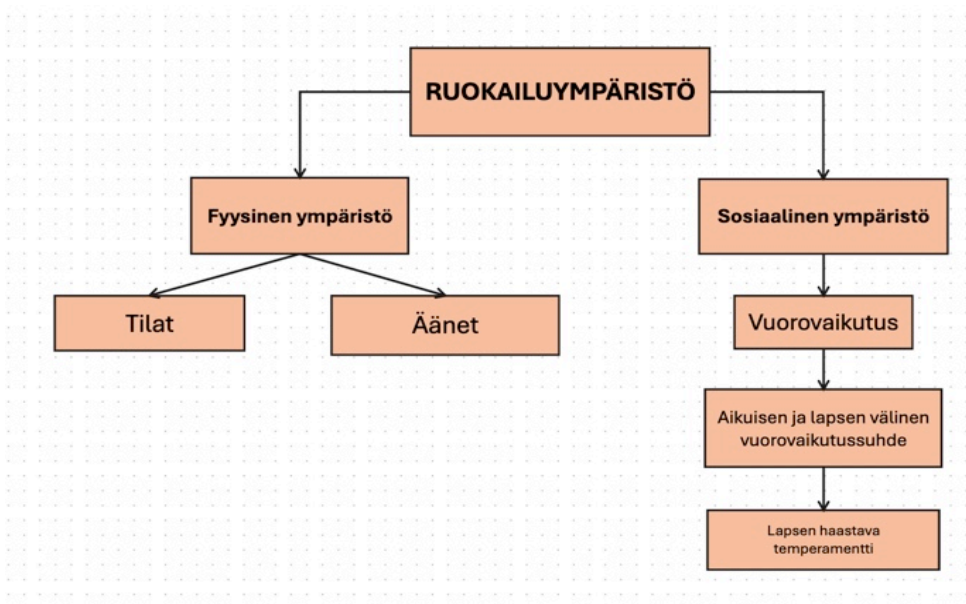 RUOKAILUYMPÄRISTÖ
Fyysinen ympäristö
Sosiaalinen ympäristö
Tilat
Äänet
Vuorovaikutus
Aikuisen ja lapsen välinen
vuorovaikutussuhde
Lapsen haastava
temperamentti